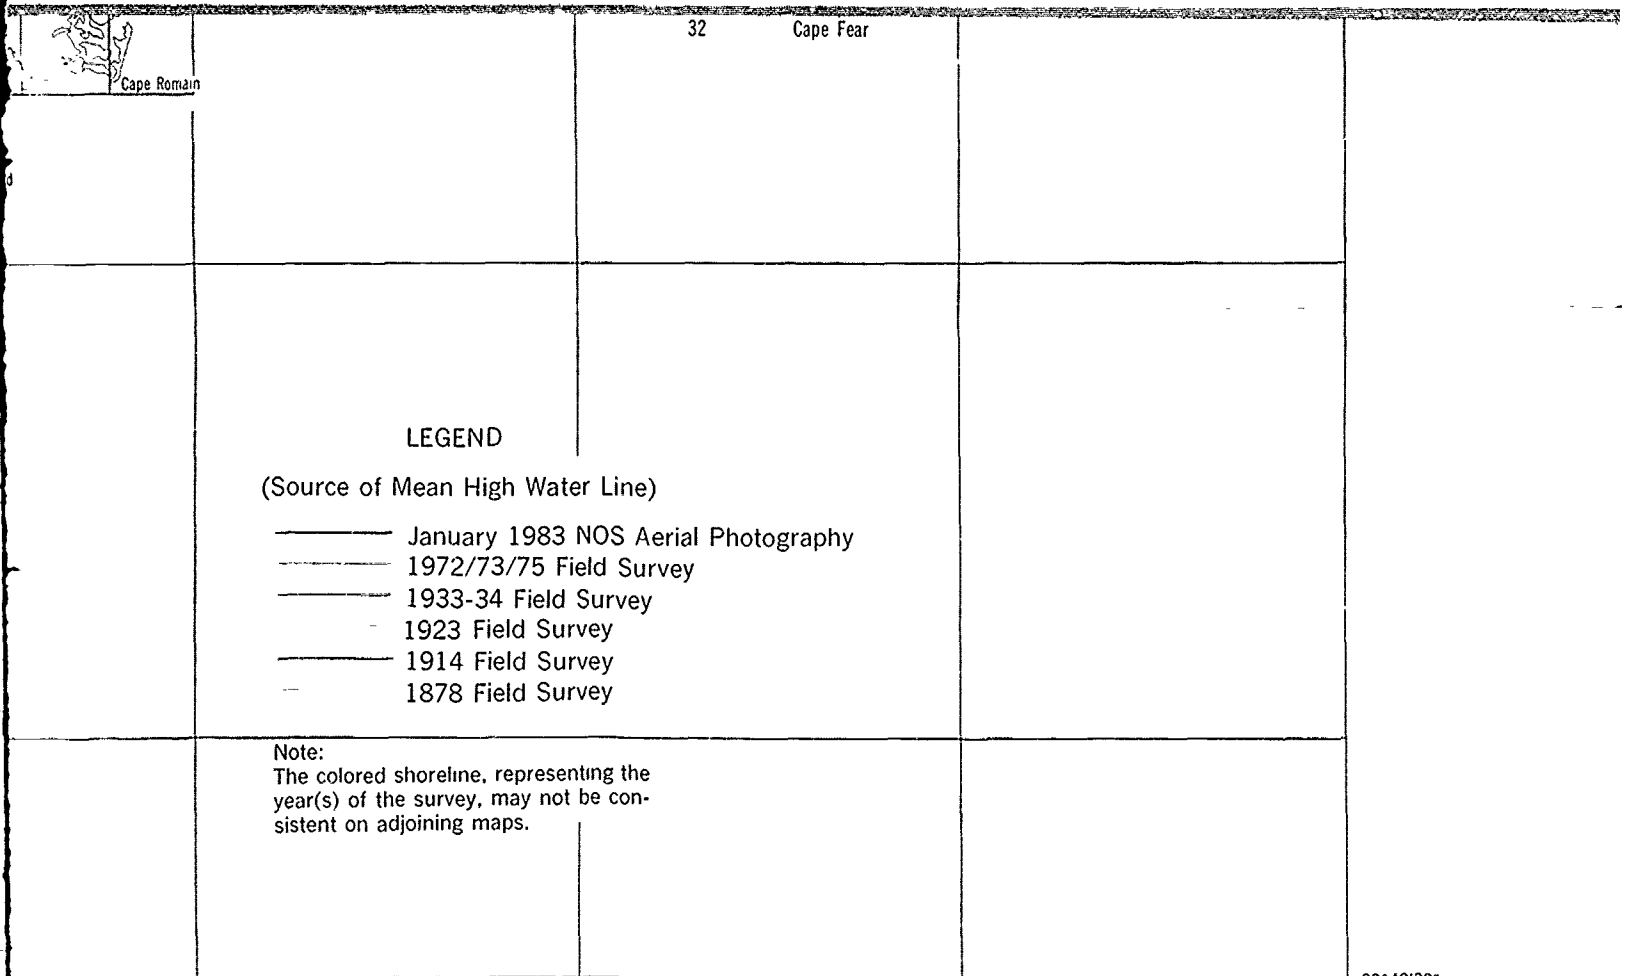 32 Cape Fear
Cape Romain
d
LEGEND
(Source of Mean High Water Line)
January 1983 NOS Aerial Photography
1972/73/75 Field Survey
1933-34 Field Survey
1923 Field Survey
1914 Field Survey
1878 Field Survey
Note:
The colored shoreline, representing the
year(s) of the survey, may not be con-
sistent on adjoining maps.